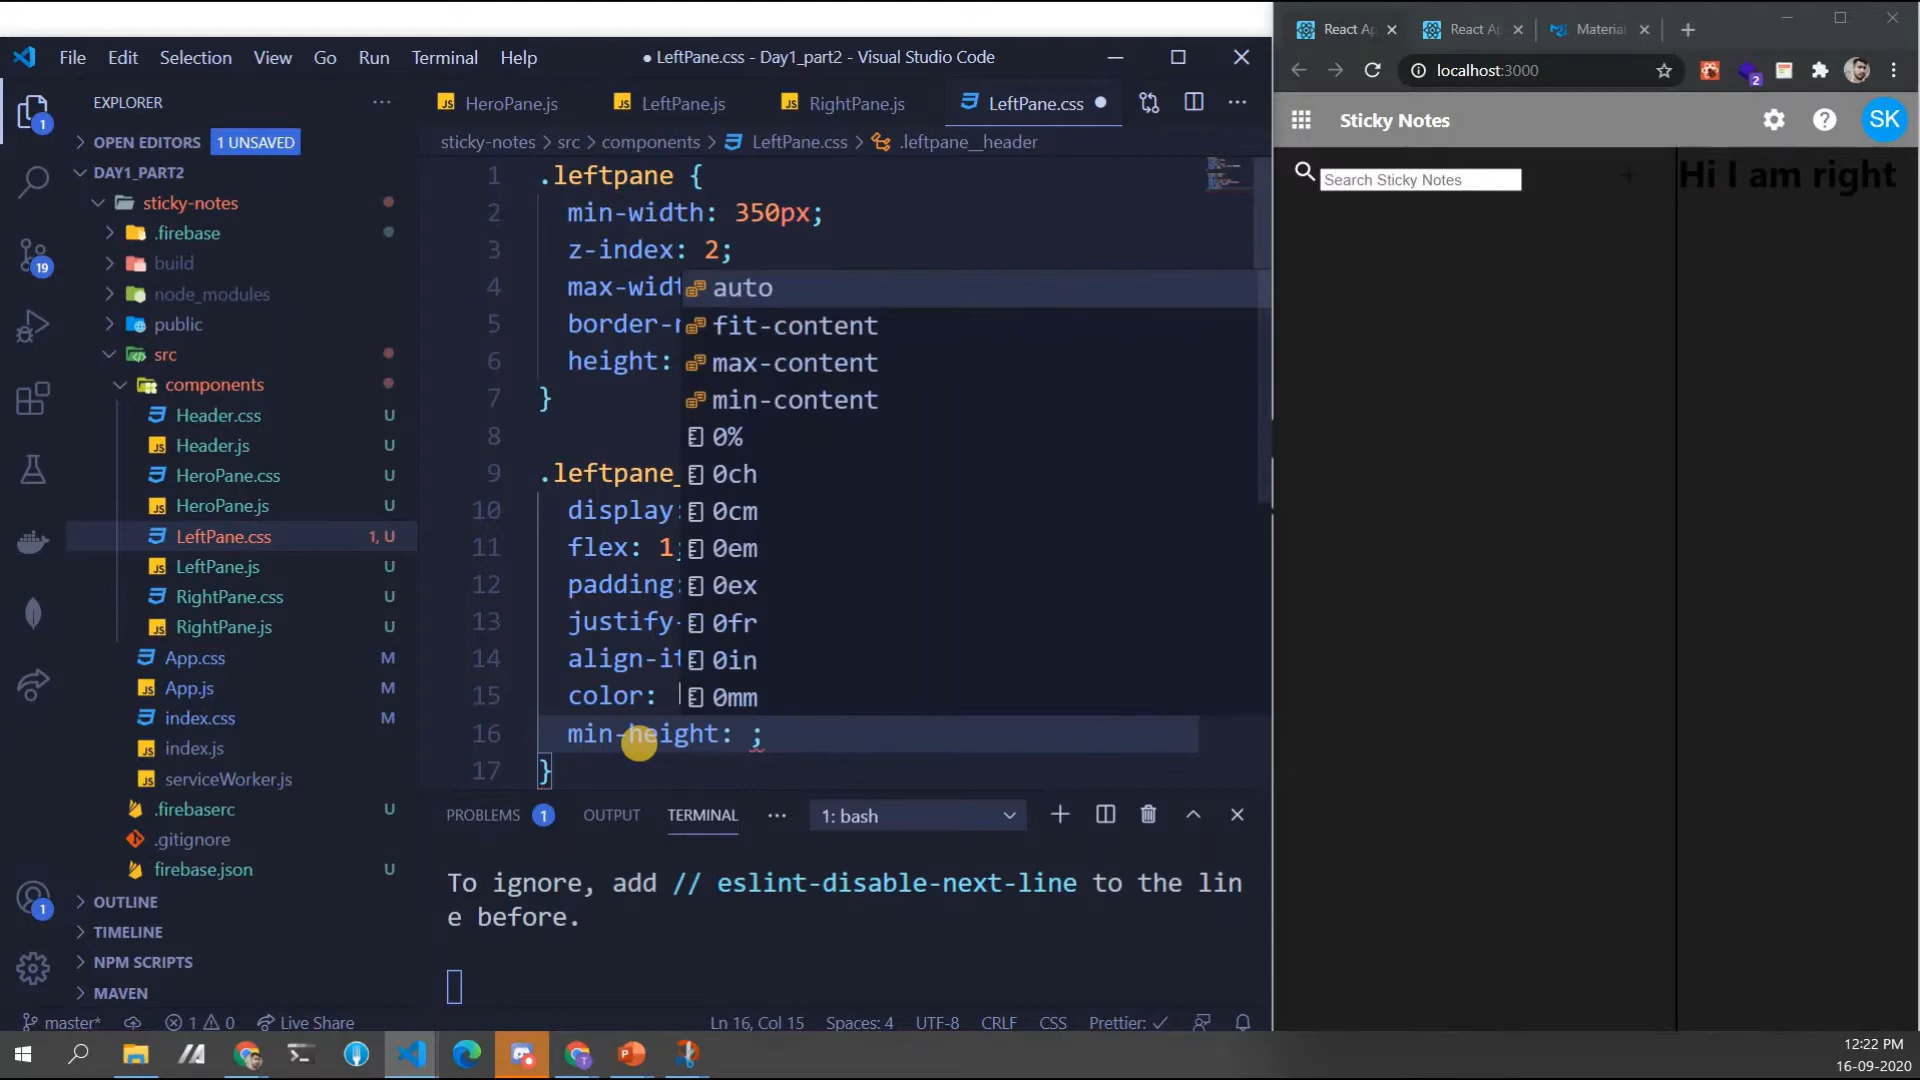 File Edit Selection View Go Run Terminal Help
● LeftPane.css - Day1_part2 - Visual Studio Code
EXPLORER
OPEN EDITORS 1 UNSAVED
DAY1_PART2
sticky-notes
.firebase
build
node_modules
public
src
components
Header.css U
Header.js U
HeroPane.css U
HeroPane.js U
LeftPane.css 1, U
LeftPane.js U
RightPane.css U
RightPane.js U
App.css M
App.js M
index.css M
index.js
serviceWorker.js
.firebaserc U
.gitignore
firebase.json U
OUTLINE
TIMELINE
NPM SCRIPTS
MAVEN
1
19
1
HeroPane.js LeftPane.js RightPane.js LeftPane.css
sticky-notes > src > components > LeftPane.css > .leftpane__header
1 .leftpane {
2 min-width: 350px;
3 z-index: 2;
4 max-widt
5 border-r
6 height:
7 }
8
9 .leftpane_
10 display:
11 flex: 1;
12 padding:
13 justify-
14 align-it
15 color:
16 min-height: ;
17 }
auto
fit-content
max-content
min-content
0%
0ch
0cm
0em
0ex
0fr
0in
0mm
PROBLEMS 1 OUTPUT TERMINAL ··· 1: bash
To ignore, add // eslint-disable-next-line to the lin
e before.
master* 1 0 Live Share Ln 16, Col 15 Spaces: 4 UTF-8 CRLF CSS Prettier: ✓
React Ap React Ap Material
localhost:3000
2
Sticky Notes
SK
Search Sticky Notes
+
Hi I am right
12:22 PM
16-09-2020